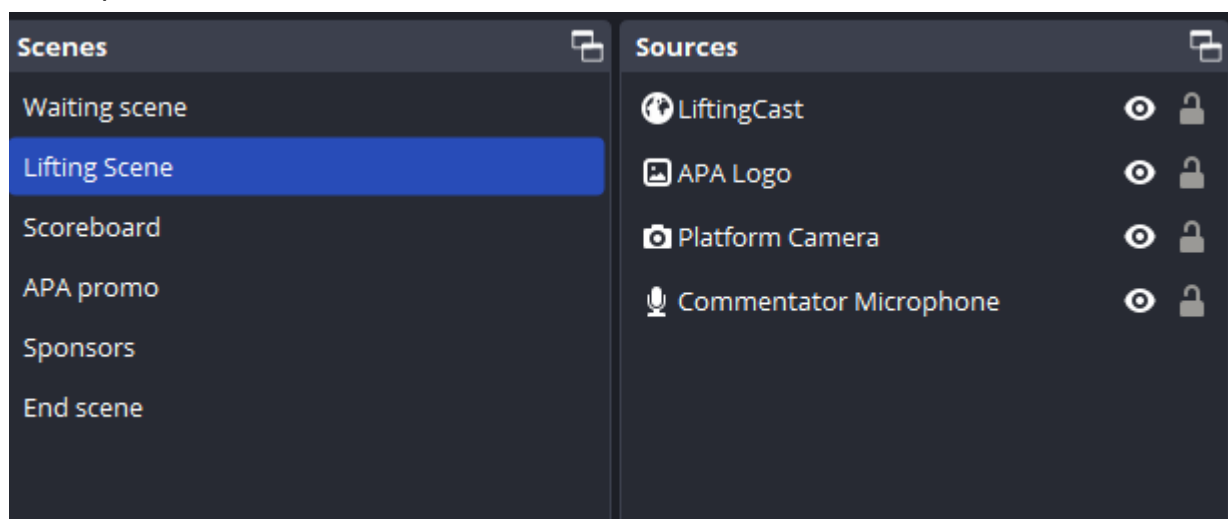 Scenes
Waiting scene
Lifting Scene
Scoreboard
APA promo
Sponsors
End scene
Sources
LiftingCast
APA Logo
Platform Camera
Commentator Microphone